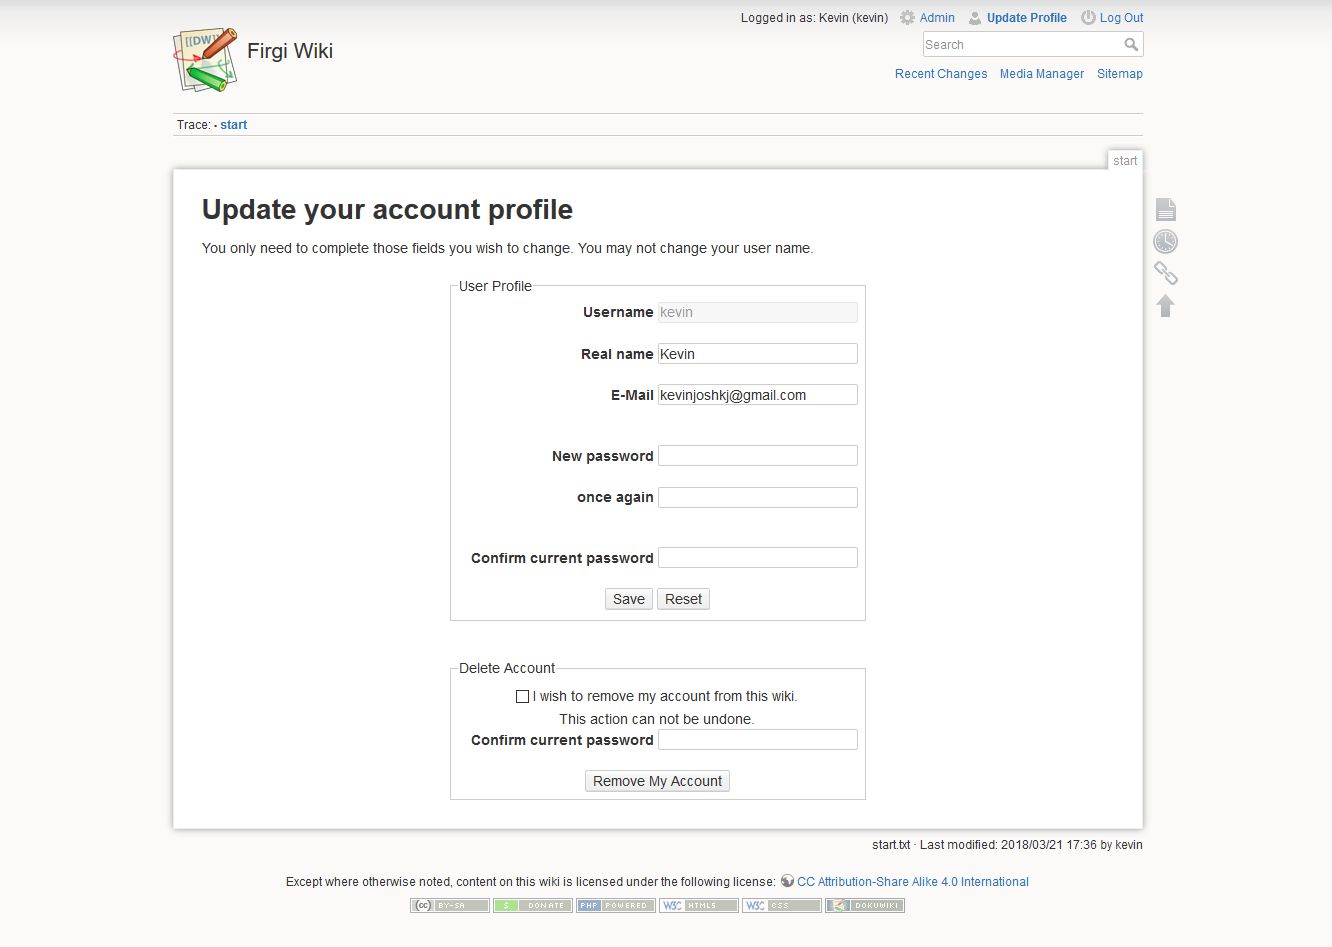 Logged in as: Kevin (kevin) Admin Update Profile Log Out
[[DW]]
Firgi Wiki
Search
Recent Changes Media Manager Sitemap
Trace: • start
start
Update your account profile
You only need to complete those fields you wish to change. You may not change your user name.
User Profile
Username kevin
Real name Kevin
E-Mail kevinjoshkj@gmail.com
New password
once again
Confirm current password
Save Reset
Delete Account
I wish to remove my account from this wiki.
This action can not be undone.
Confirm current password
Remove My Account
start.txt · Last modified: 2018/03/21 17:36 by kevin
Except where otherwise noted, content on this wiki is licensed under the following license: CC Attribution-Share Alike 4.0 International
(cc) BY-SA $ DONATE PHP POWERED W3C HTML5 W3C CSS DOKUWIKI